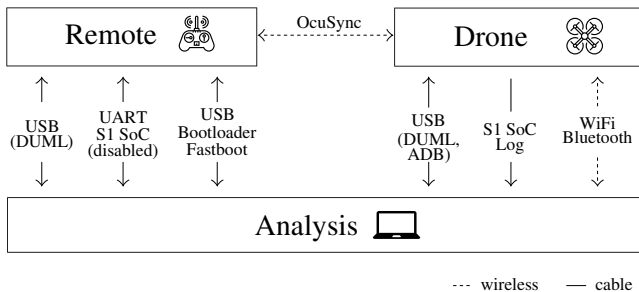 Remote
OcuSync
Drone
USB
(DUML)
UART
S1 SoC
(disabled)
USB
Bootloader
Fastboot
USB
(DUML,
ADB)
S1 SoC
Log
WiFi
Bluetooth
Analysis
wireless
cable